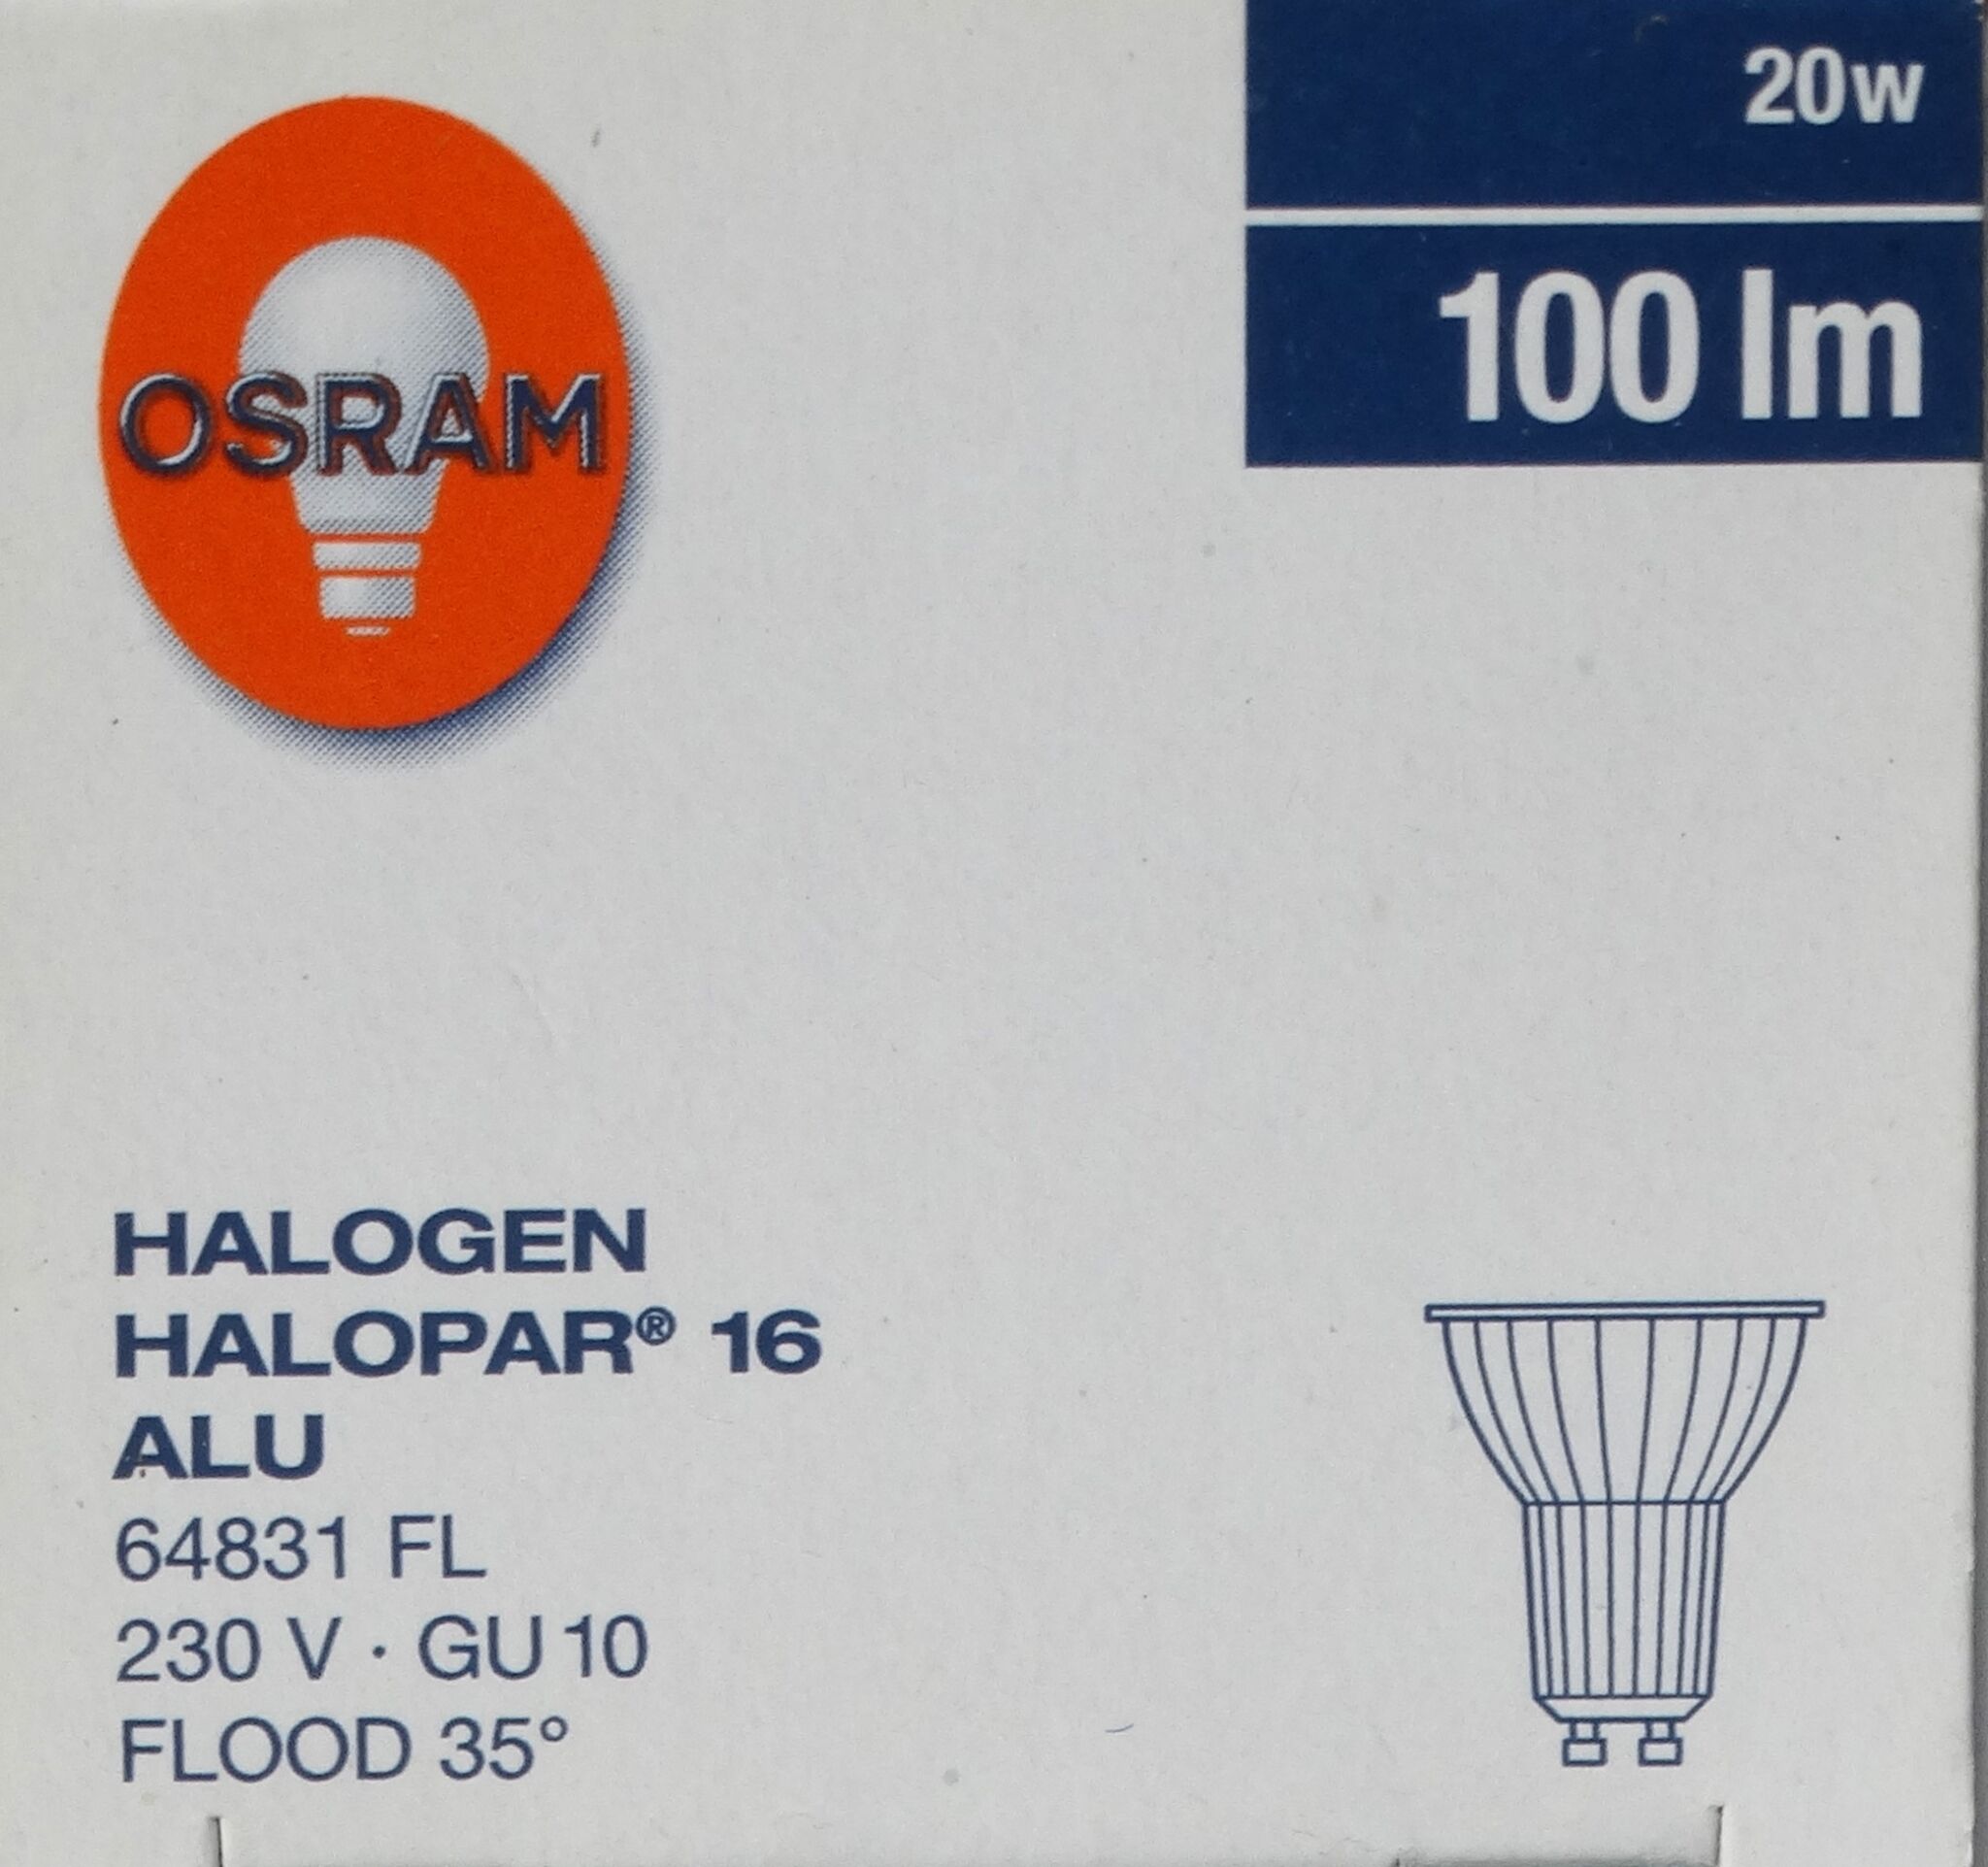 OSRAM
20w
100 lm
HALOGEN
HALOPAR® 16
ALU
64831 FL
230 V · GU 10
FLOOD 35°